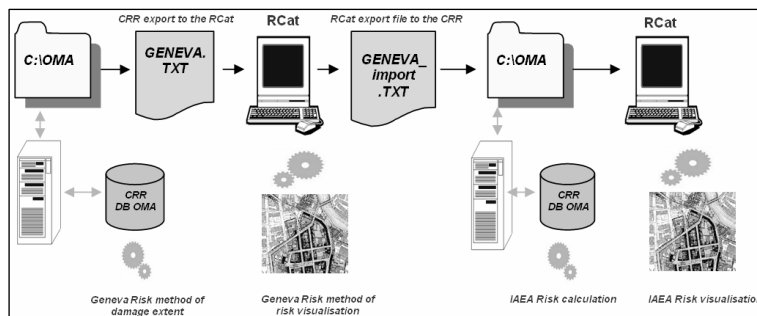 CRR export to the RCat
RCat
RCat export file to the CRR
RCat
C:\OMA
GENEVA.
TXT
GENEVA_
import
.TXT
C:\OMA
CRR
DB OMA
CRR
DB OMA
Geneva Risk method of
damage extent
Geneva Risk method of
risk visualisation
IAEA Risk calculation
IAEA Risk visualisation